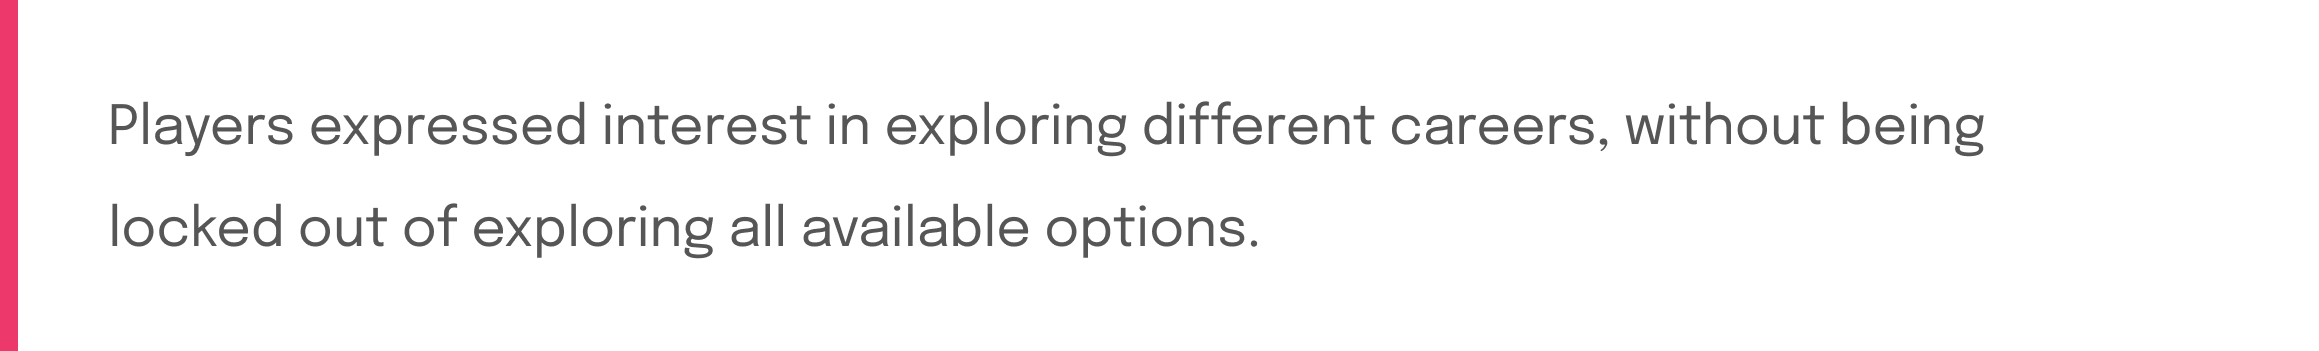 Players expressed interest in exploring different careers, without being
locked out of exploring all available options.